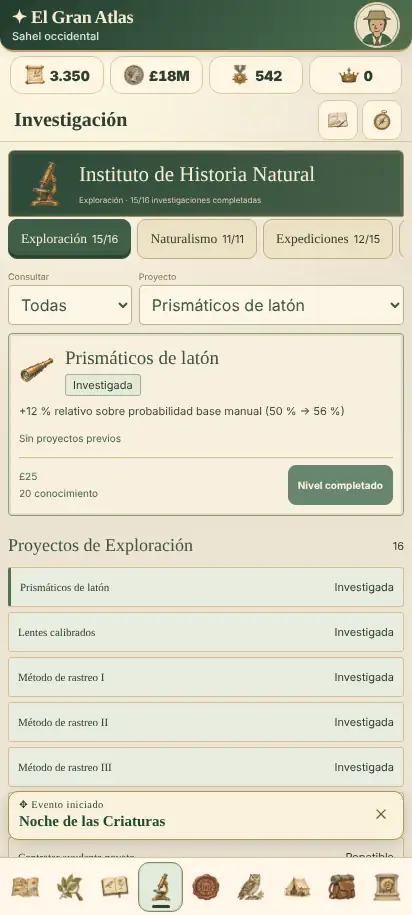 ✦ El Gran Atlas
Sahel occidental
3.350
£18M
542
0
Investigación
Instituto de Historia Natural
Exploración · 15/16 investigaciones completadas
Exploración 15/16
Naturalismo 11/11
Expediciones 12/15
Consultar
Proyecto
Todas
Prismáticos de latón
Prismáticos de latón
Investigada
+12 % relativo sobre probabilidad base manual (50 % → 56 %)
Sin proyectos previos
£25
20 conocimiento
Nivel completado
Proyectos de Exploración 16
Prismáticos de latón Investigada
Lentes calibrados Investigada
Método de rastreo I Investigada
Método de rastreo II Investigada
Método de rastreo III Investigada
✥ Evento iniciado
Noche de las Criaturas